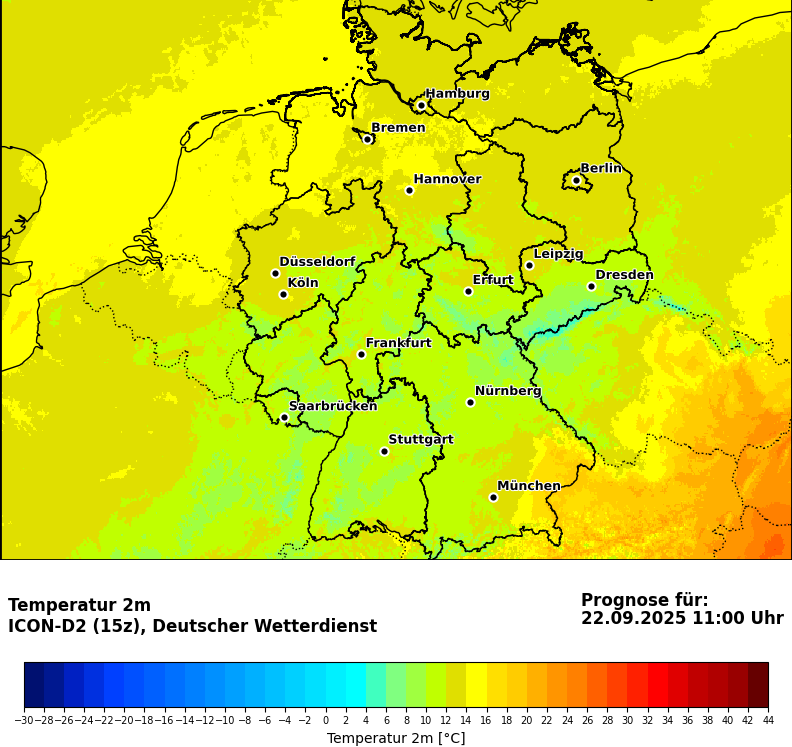 Hamburg
Bremen
Hannover
Berlin
Düsseldorf
Köln
Leipzig
Erfurt
Dresden
Frankfurt
Saarbrücken
Nürnberg
Stuttgart
München
Temperatur 2m
ICON-D2 (15z), Deutscher Wetterdienst
Prognose für:
22.09.2025 11:00 Uhr
−30 −28 −26 −24 −22 −20 −18 −16 −14 −12 −10 −8 −6 −4 −2 0 2 4 6 8 10 12 14 16 18 20 22 24 26 28 30 32 34 36 38 40 42 44
Temperatur 2m [°C]